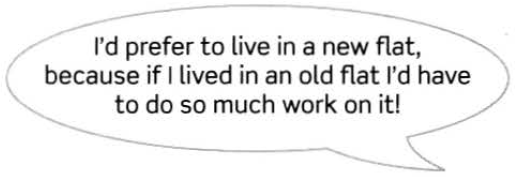 I'd prefer to live in a new flat,
because if I lived in an old flat I'd have
to do so much work on it!